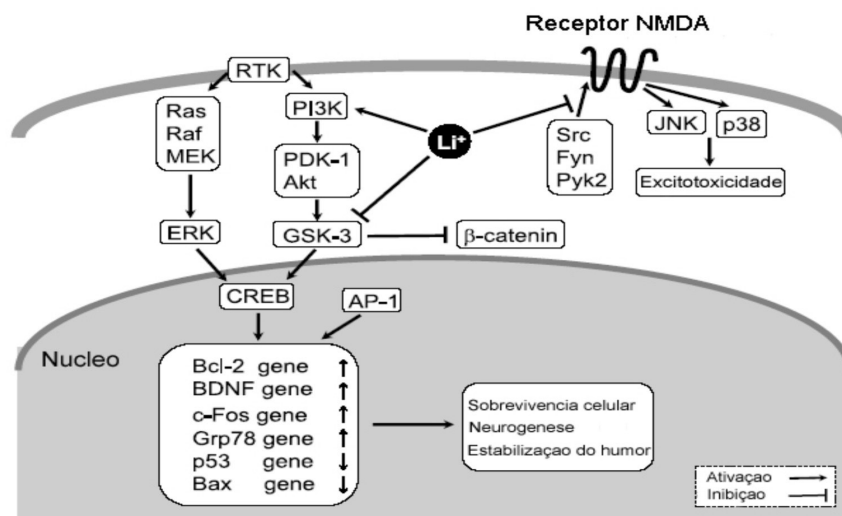 Receptor NMDA
RTK
Ras
Raf
MEK
PI3K
Li⁺
Src
Fyn
Pyk2
JNK
p38
PDK-1
Akt
Excitotoxicidade
ERK
GSK-3
β-catenin
CREB
AP-1
Nucleo
Bcl-2 gene ↑
BDNF gene ↑
c-Fos gene ↑
Grp78 gene ↑
p53 gene ↓
Bax gene ↓
Sobrevivencia celular
Neurogenese
Estabilizaçao do humor
Ativaçao
Inibiçao